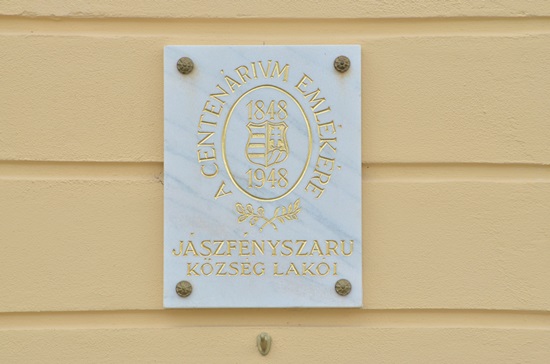 A CENTENÁRIVM EMLÉKÉRE
1848
1948
JÁSZFÉNYSZARU
KÖZSÉG LAKÓI